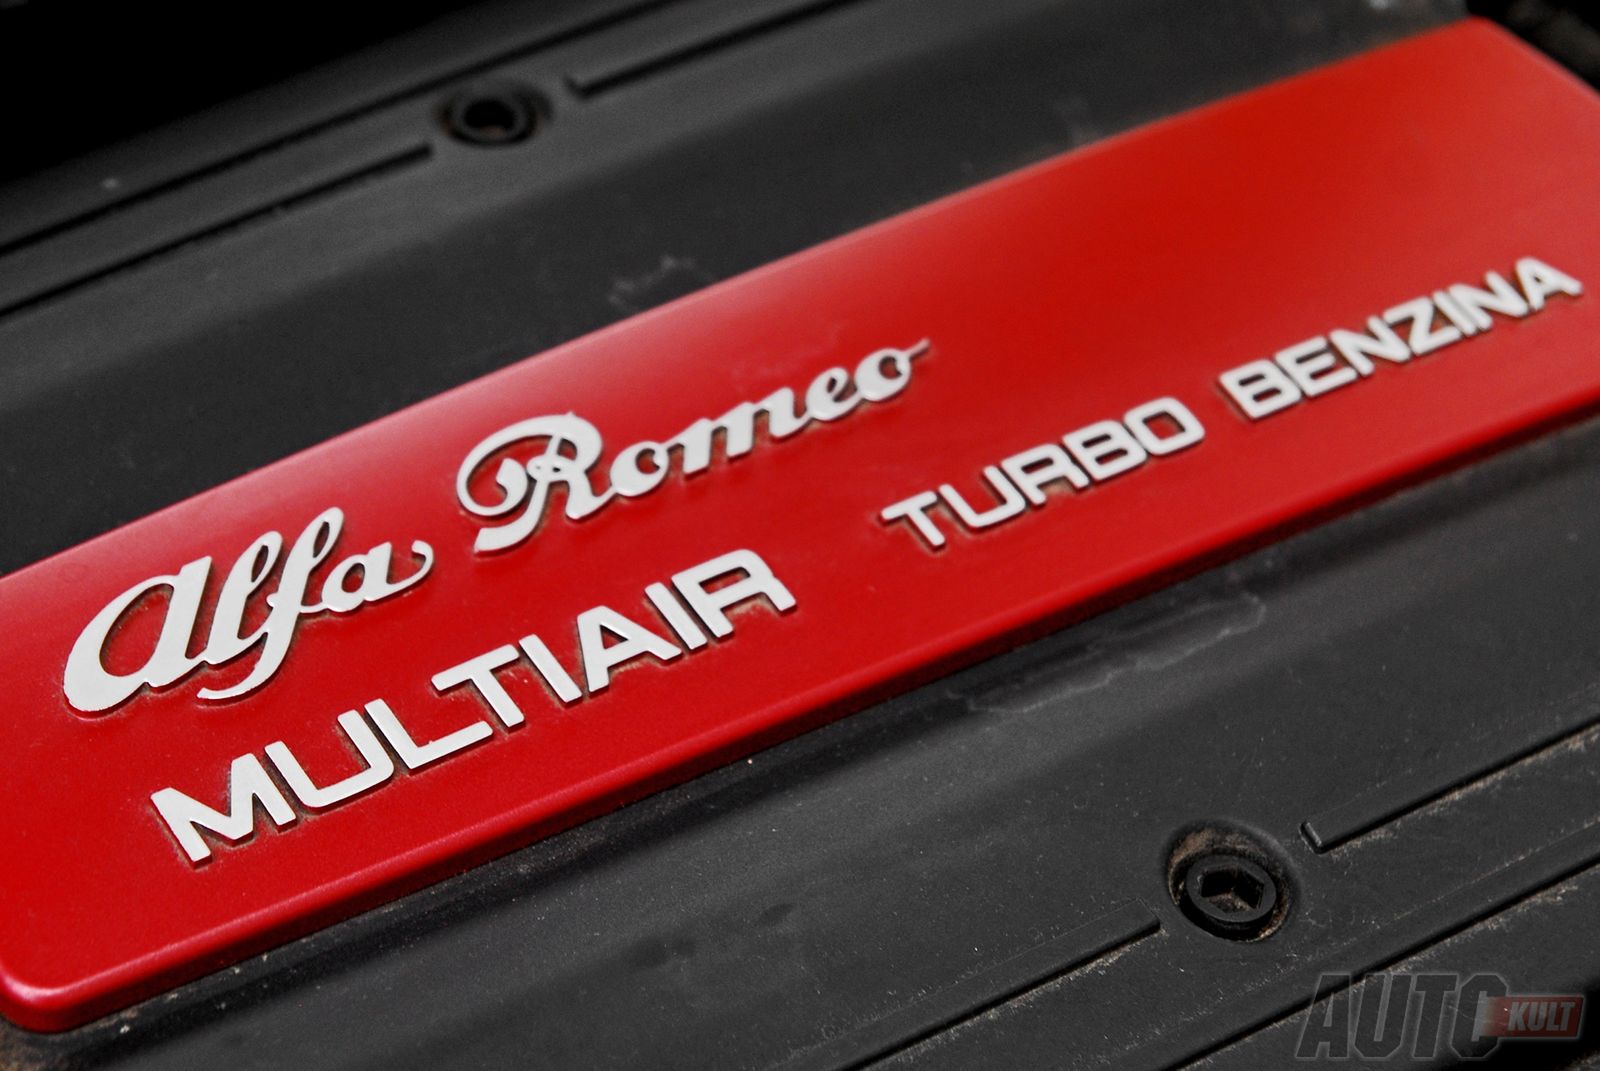 Alfa Romeo
MULTIAIR TURBO BENZINA
AUTO KULT